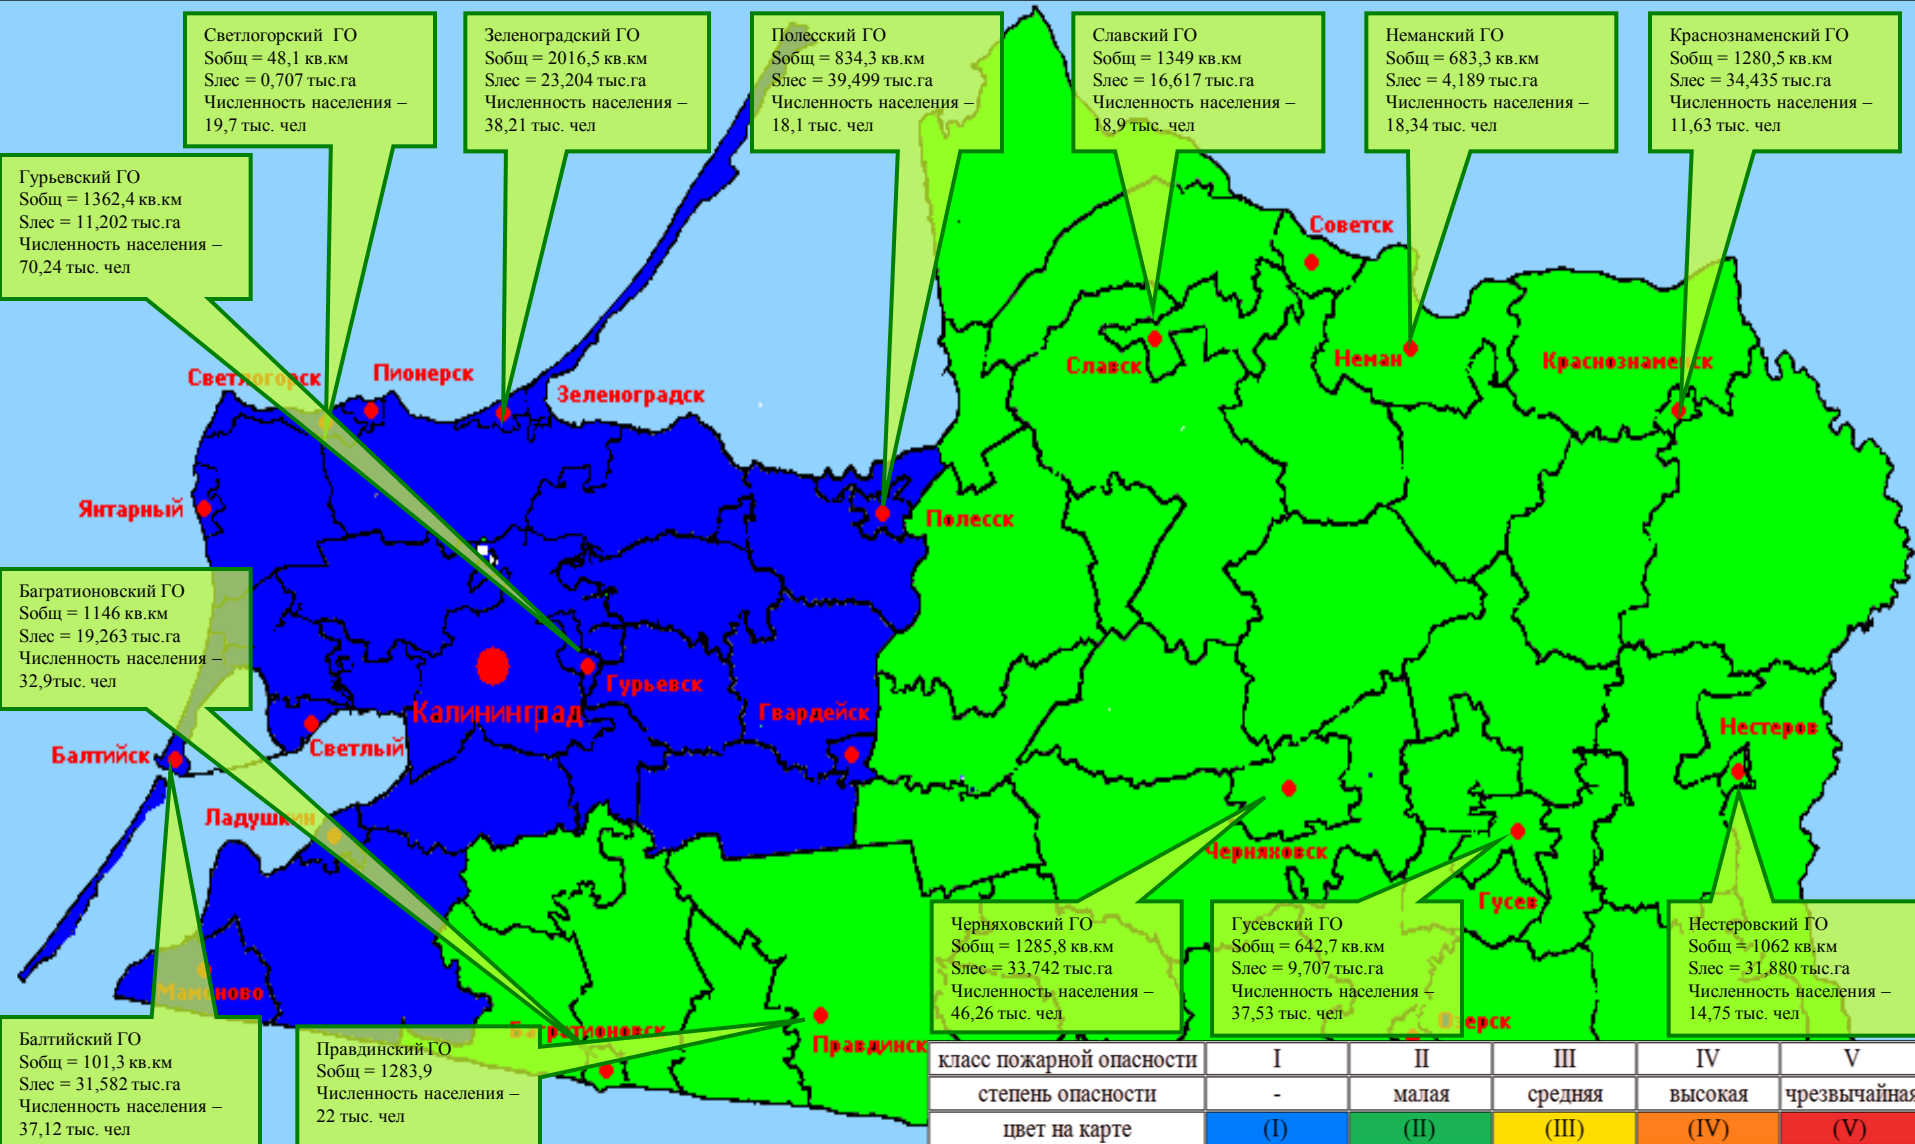 Светлогорский ГО
Sобщ = 48,1 кв.км
Sлес = 0,707 тыс.га
Численность населения –
19,7 тыс. чел
Зеленоградский ГО
Sобщ = 2016,5 кв.км
Sлес = 23,204 тыс.га
Численность населения –
38,21 тыс. чел
Полесский ГО
Sобщ = 834,3 кв.км
Sлес = 39,499 тыс.га
Численность населения –
18,1 тыс. чел
Славский ГО
Sобщ = 1349 кв.км
Sлес = 16,617 тыс.га
Численность населения –
18,9 тыс. чел
Неманский ГО
Sобщ = 683,3 кв.км
Sлес = 4,189 тыс.га
Численность населения –
18,34 тыс. чел
Краснознаменский ГО
Sобщ = 1280,5 кв.км
Sлес = 34,435 тыс.га
Численность населения –
11,63 тыс. чел
Гурьевский ГО
Sобщ = 1362,4 кв.км
Sлес = 11,202 тыс.га
Численность населения –
70,24 тыс. чел
Советск
Славск
Неман
Краснознаменск
Светлогорск
Пионерск
Зеленоградск
Янтарный
Полесск
Багратионовский ГО
Sобщ = 1146 кв.км
Sлес = 19,263 тыс.га
Численность населения –
32,9тыс. чел
Гурьевск
Калининград
Гвардейск
Нестеров
Балтийск
Светлый
Ладушкин
Черняховск
Гусев
Мамоново
Черняховский ГО
Sобщ = 1285,8 кв.км
Sлес = 33,742 тыс.га
Численность населения –
46,26 тыс. чел
Гусевский ГО
Sобщ = 642,7 кв.км
Sлес = 9,707 тыс.га
Численность населения –
37,53 тыс. чел
Нестеровский ГО
Sобщ = 1062 кв.км
Sлес = 31,880 тыс.га
Численность населения –
14,75 тыс. чел
Багратионовск
Озерск
Правдинск
Балтийский ГО
Sобщ = 101,3 кв.км
Sлес = 31,582 тыс.га
Численность населения –
37,12 тыс. чел
Правдинский ГО
Sобщ = 1283,9
Численность населения –
22 тыс. чел
класс пожарной опасности I II III IV V
степень опасности - малая средняя высокая чрезвычайная
цвет на карте (I) (II) (III) (IV) (V)